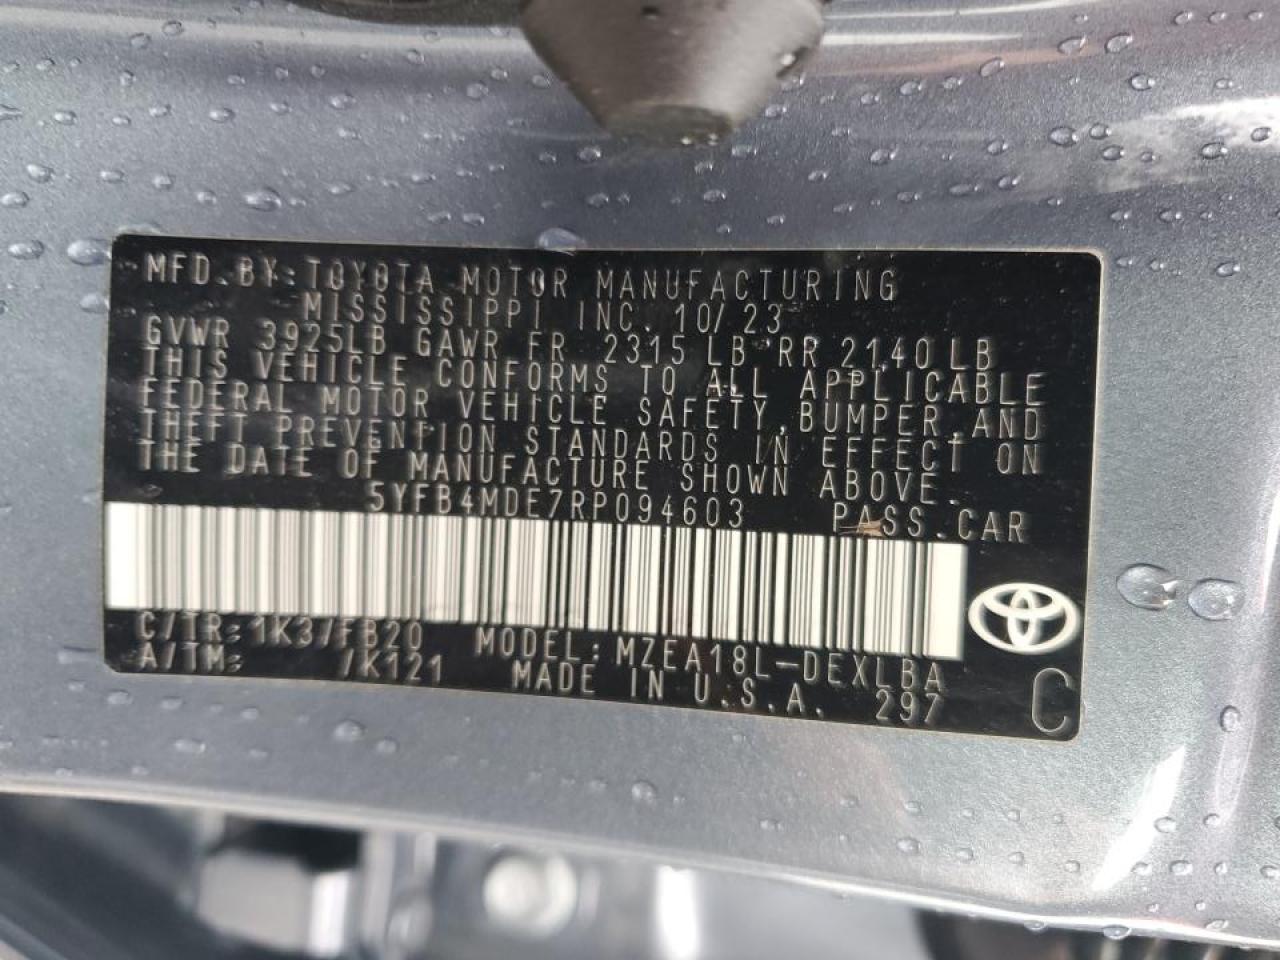 MFD. BY: TOYOTA MOTOR MANUFACTURING
MISSISSIPPI INC. 10/23
GVWR 3925LB GAWR FR 2315 LB RR 2140 LB
THIS VEHICLE CONFORMS TO ALL APPLICABLE
FEDERAL MOTOR VEHICLE SAFETY, BUMPER, AND
THEFT PREVENTION STANDARDS IN EFFECT ON
THE DATE OF MANUFACTURE SHOWN ABOVE.
5YFB4MDE7RP094603 PASS. CAR
C/TR: 1K3/FB20 MODEL: MZEA18L-DEXLBA
A/TM: /K121 MADE IN U.S.A. 297
C